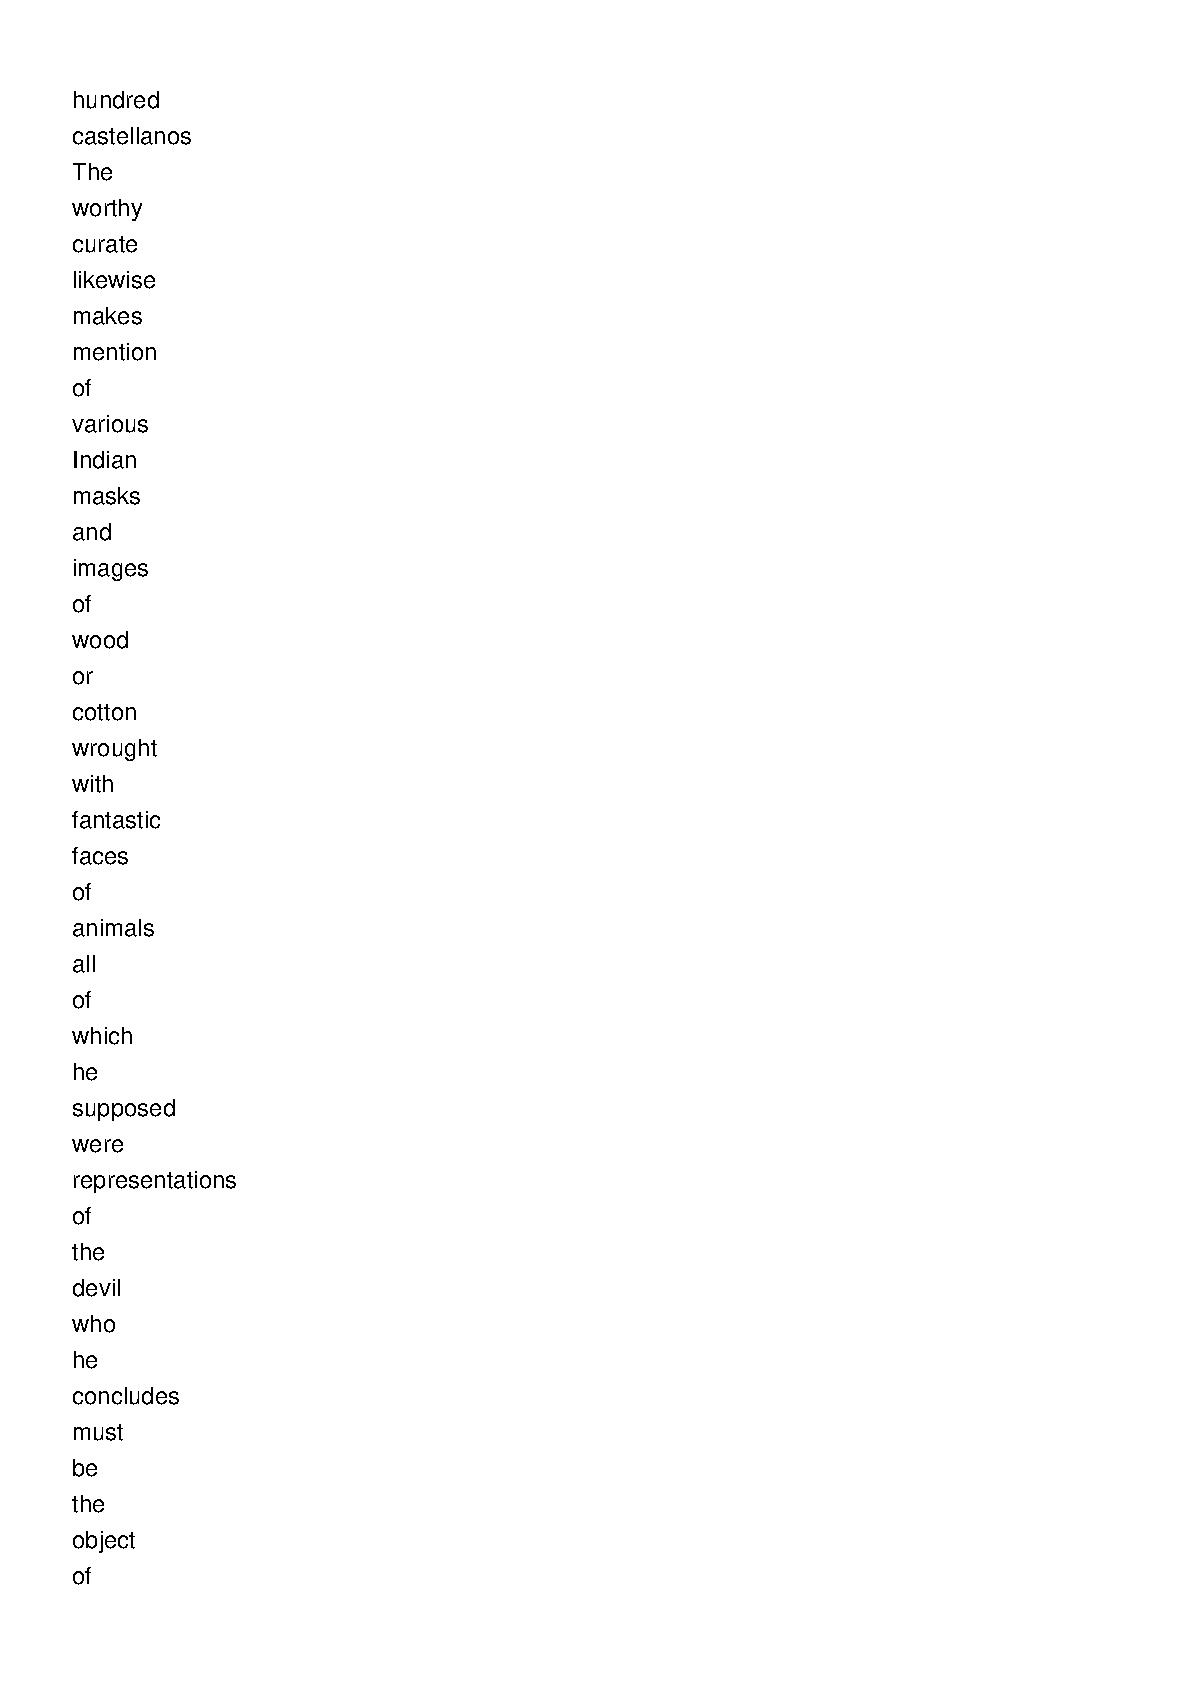 hundred
castellanos
The
worthy
curate
likewise
makes
mention
of
various
Indian
masks
and
images
of
wood
or
cotton
wrought
with
fantastic
faces
of
animals
all
of
which
he
supposed
were
representations
of
the
devil
who
he
concludes
must
be
the
object
of